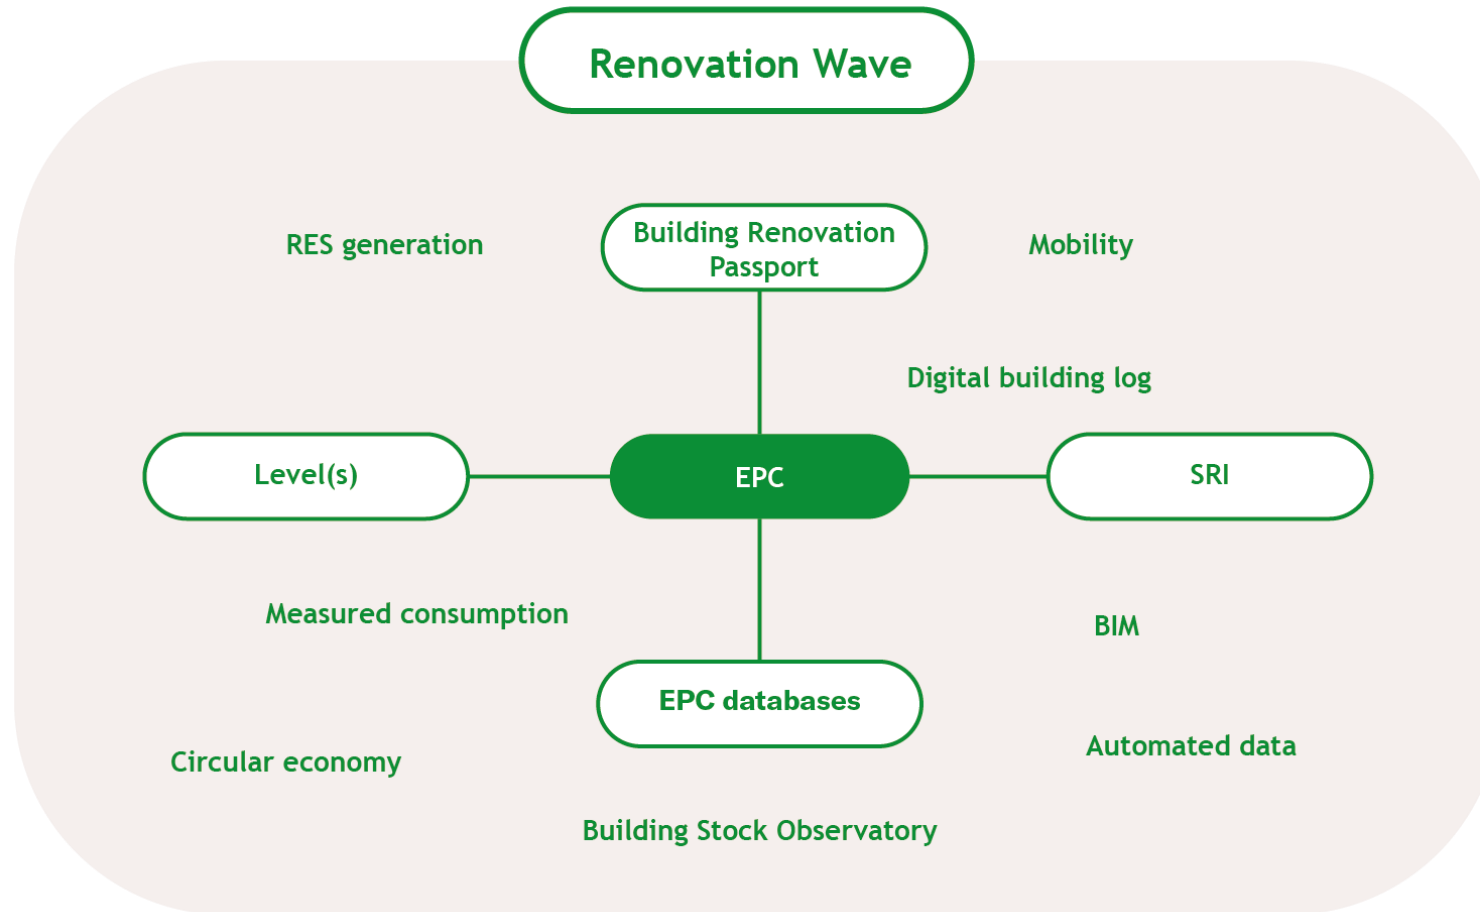 Renovation Wave
RES generation
Building Renovation
Passport
Mobility
Digital building log
Level(s)
EPC
SRI
Measured consumption
BIM
EPC databases
Automated data
Circular economy
Building Stock Observatory